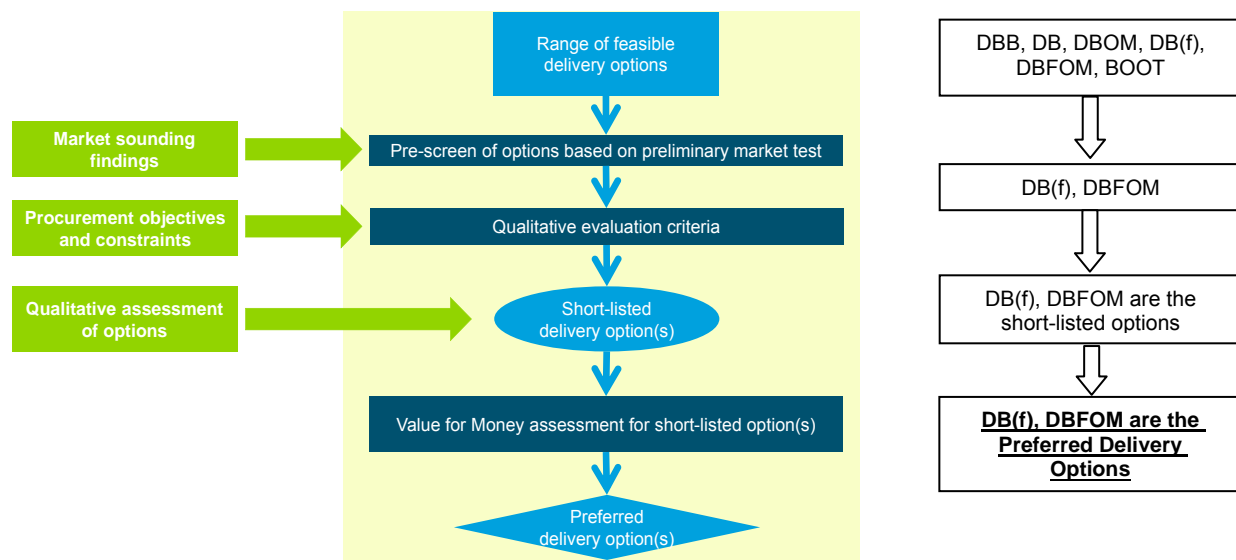 Range of feasible
delivery options
Market sounding
findings
Pre-screen of options based on preliminary market test
Procurement objectives
and constraints
Qualitative evaluation criteria
Qualitative assessment
of options
Short-listed
delivery option(s)
Value for Money assessment for short-listed option(s)
Preferred
delivery option(s)
DBB, DB, DBOM, DB(f),
DBFOM, BOOT
DB(f), DBFOM
DB(f), DBFOM are the
short-listed options
DB(f), DBFOM are the
Preferred Delivery
Options